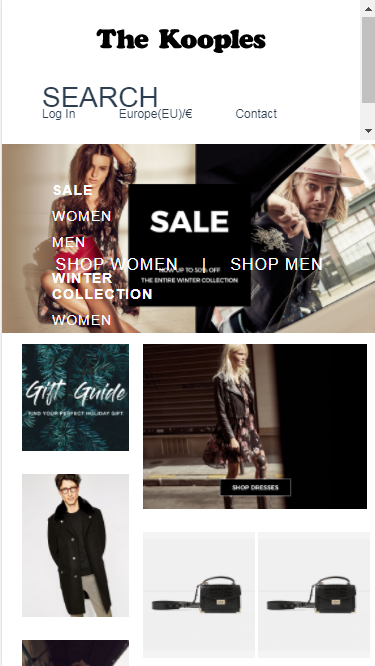 The Kooples
SEARCH
Log In
Europe(EU)/€
Contact
SALE
WOMEN
MEN
WINTER
COLLECTION
WOMEN
SALE
NOW UP TO 50% OFF
THE ENTIRE WINTER COLLECTION
SHOP WOMEN | SHOP MEN
Gift Guide
FIND YOUR PERFECT HOLIDAY GIFT
SHOP DRESSES